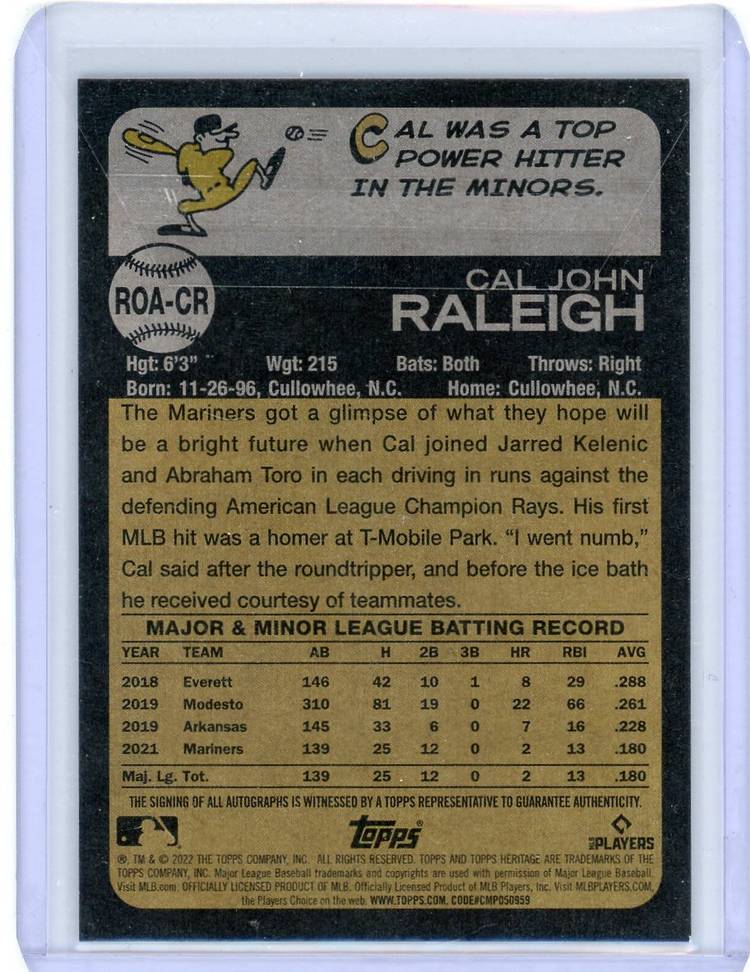 CAL WAS A TOP
POWER HITTER
IN THE MINORS.
ROA-CR
CAL JOHN
RALEIGH
Hgt: 6'3" Wgt: 215 Bats: Both Throws: Right
Born: 11-26-96, Cullowhee, N.C. Home: Cullowhee, N.C.
The Mariners got a glimpse of what they hope will
be a bright future when Cal joined Jarred Kelenic
and Abraham Toro in each driving in runs against the
defending American League Champion Rays. His first
MLB hit was a homer at T-Mobile Park. “I went numb,”
Cal said after the roundtripper, and before the ice bath
he received courtesy of teammates.
MAJOR & MINOR LEAGUE BATTING RECORD
YEAR TEAM AB H 2B 3B HR RBI AVG
2018 Everett 146 42 10 1 8 29 .288
2019 Modesto 310 81 19 0 22 66 .261
2019 Arkansas 145 33 6 0 7 16 .228
2021 Mariners 139 25 12 0 2 13 .180
Maj. Lg. Tot. 139 25 12 0 2 13 .180
THE SIGNING OF ALL AUTOGRAPHS IS WITNESSED BY A TOPPS REPRESENTATIVE TO GUARANTEE AUTHENTICITY.
Topps
PLAYERS
®, TM & © 2022 THE TOPPS COMPANY, INC. ALL RIGHTS RESERVED. TOPPS AND TOPPS HERITAGE ARE TRADEMARKS OF THE
TOPPS COMPANY, INC. Major League Baseball trademarks and copyrights are used with permission of Major League Baseball.
Visit MLB.com. OFFICIALLY LICENSED PRODUCT OF MLB. Officially Licensed Product of MLB Players, Inc. Visit MLBPLAYERS.COM,
the Players Choice on the web. WWW.TOPPS.COM. CODE#CMP050959